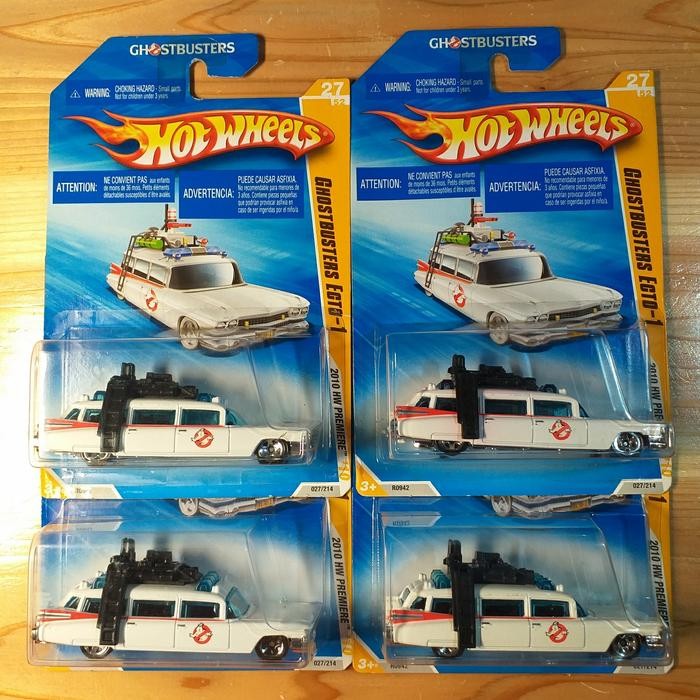 GHOSTBUSTERS
WARNING: CHOKING HAZARD - Small parts.
Not for children under 3 years.
27
52
HOT WHEELS
ATTENTION:
NE CONVIENT PAS aux enfants
de moins de 36 mois. Petits éléments
détachables susceptibles d'être avalés.
ADVERTENCIA:
PUEDE CAUSAR ASFIXIA.
No recomendable para menores de
3 años. Contiene piezas pequeñas
que podrían provocar asfixia en
caso de ser ingeridas por el niño/a.
GHOSTBUSTERS ECTO-1
2010 HW PREMIERE
027/214
GHOSTBUSTERS
WARNING: CHOKING HAZARD - Small parts.
Not for children under 3 years.
27
52
HOT WHEELS
ATTENTION:
NE CONVIENT PAS aux enfants
de moins de 36 mois. Petits éléments
détachables susceptibles d'être avalés.
ADVERTENCIA:
PUEDE CAUSAR ASFIXIA.
No recomendable para menores de
3 años. Contiene piezas pequeñas
que podrían provocar asfixia en
caso de ser ingeridas por el niño/a.
GHOSTBUSTERS ECTO-1
2010 HW PREMIERE
3+
R0942
027/214
2010 HW PREMIERE
027/214
2010 HW PREMIERE
3+
R0942
027/214